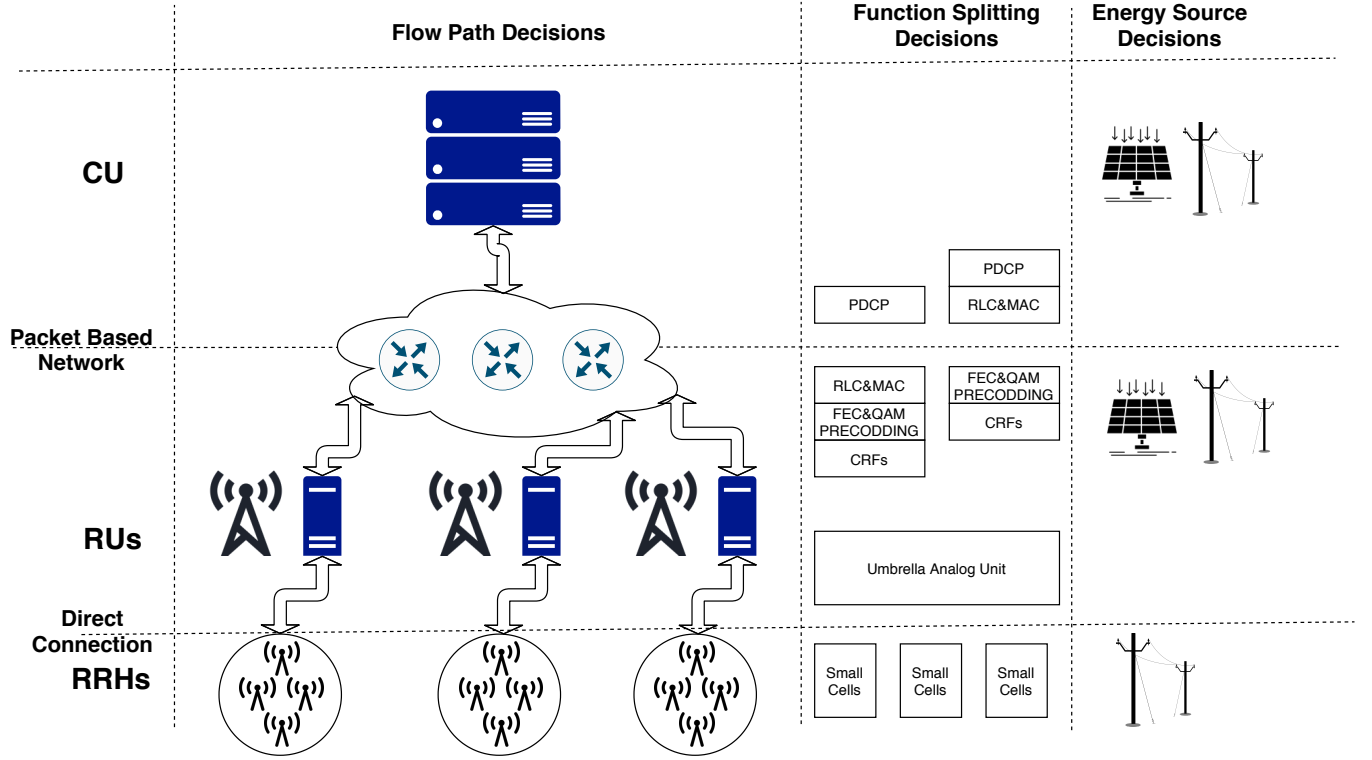 Flow Path Decisions
Function Splitting
Decisions
Energy Source
Decisions
CU
PDCP
PDCP
RLC&MAC
Packet Based
Network
RLC&MAC
FEC&QAM
PRECODDING
CRFs
FEC&QAM
PRECODDING
CRFs
RUs
Umbrella Analog Unit
Direct
Connection
RRHs
Small
Cells
Small
Cells
Small
Cells